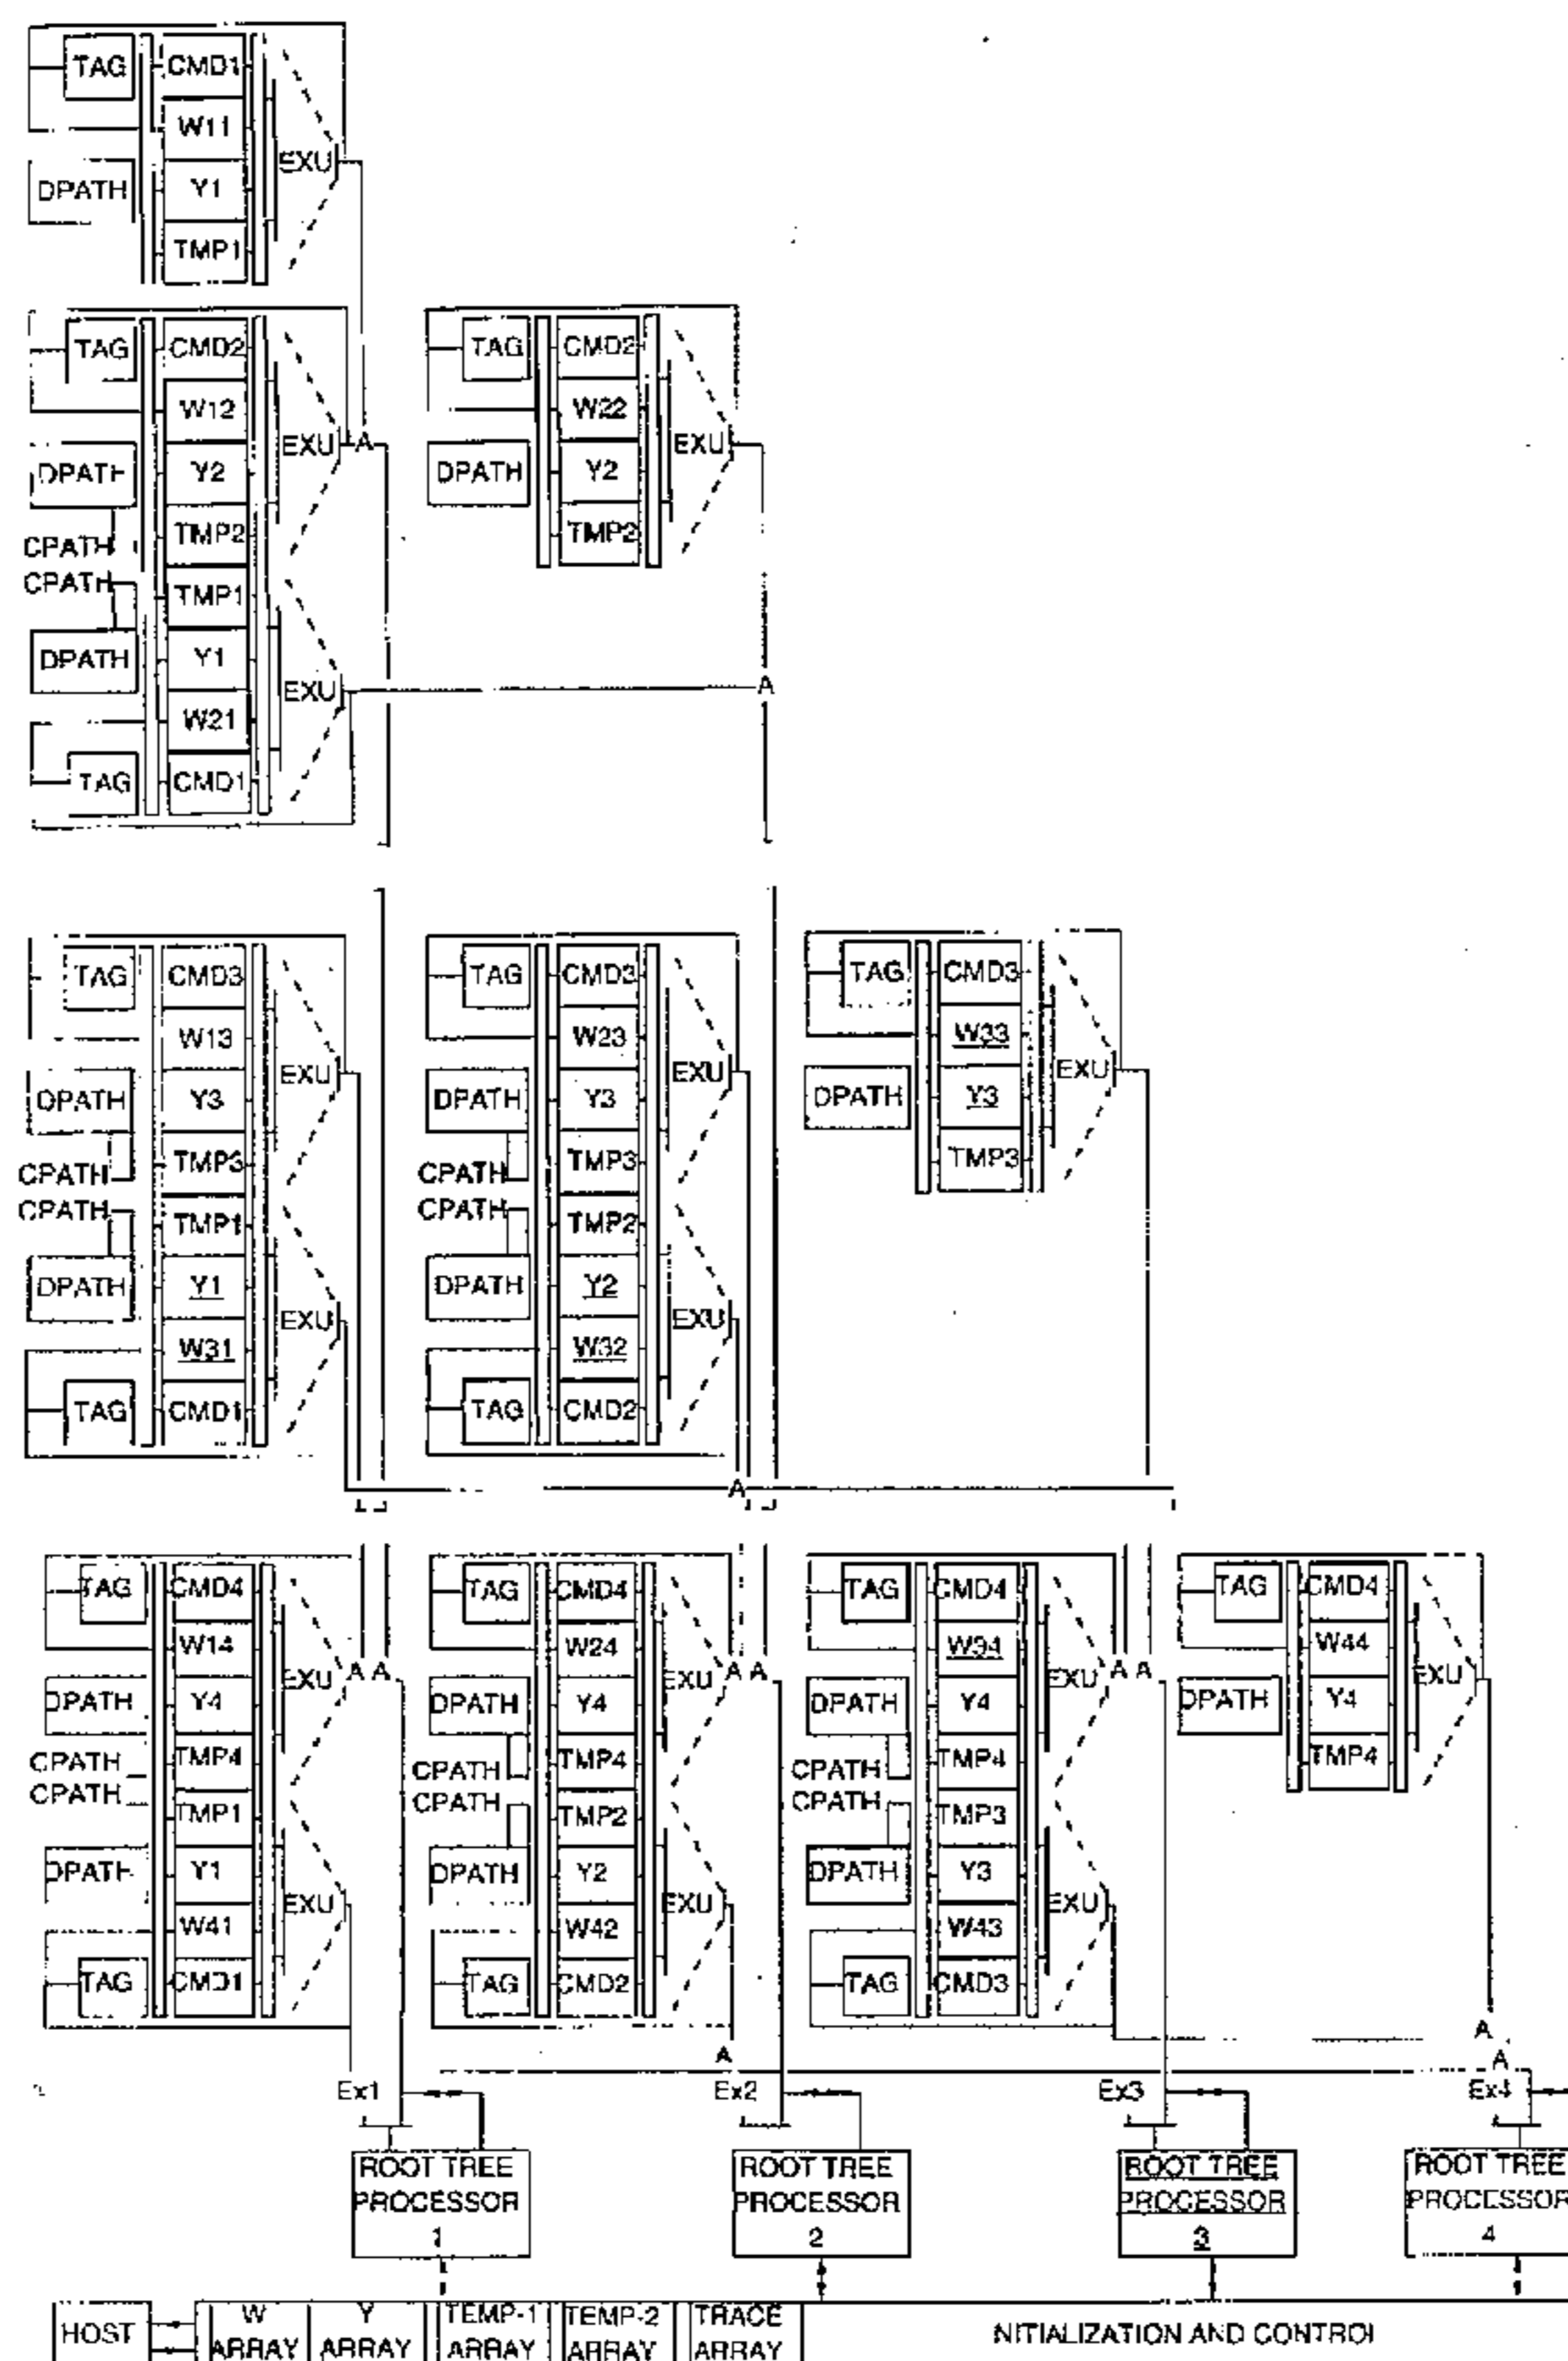 TAG CMD1
W11
EXU
DPATH Y1
TMP1
TAG CMD2
W12
EXU A
DPATH Y2
CPATH TMP2
CPATH TMP1
DPATH Y1
EXU
W21
TAG CMD1
TAG CMD2
W22
EXU
DPATH Y2
TMP2
A
TAG CMD3
W13
EXU
DPATH Y3
CPATH TMP3
CPATH TMP1
DPATH Y1
EXU
W31
TAG CMD1
TAG CMD3
W23
EXU
DPATH Y3
CPATH TMP3
CPATH TMP2
DPATH Y2
EXU
W32
TAG CMD2
A
TAG CMD3
W33
EXU
DPATH Y3
TMP3
TAG CMD4
W14
EXU A A
DPATH Y4
CPATH TMP4
CPATH TMP1
DPATH Y1
EXU
W41
TAG CMD1
TAG CMD4
W24
EXU A A
DPATH Y4
CPATH TMP4
CPATH TMP2
DPATH Y2
EXU
W42
TAG CMD2
A
TAG CMD4
W34
EXU A A
DPATH Y4
CPATH TMP4
CPATH TMP3
DPATH Y3
EXU
W43
TAG CMD3
TAG CMD4
W44
EXU
DPATH Y4
TMP4
A
A
Ex1 Ex2 Ex3 Ex4
ROOT TREE
PROCESSOR
1
ROOT TREE
PROCESSOR
2
ROOT TREE
PROCESSOR
3
ROOT TREE
PROCESSOR
4
HOST
W
ARRAY
Y
ARRAY
TEMP-1
ARRAY
TEMP-2
ARRAY
TRACE
ARRAY
NITIALIZATION AND CONTROl